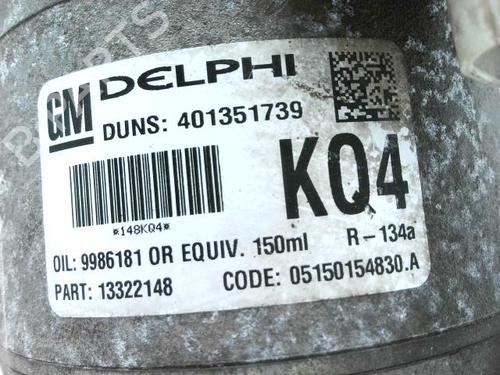 GM DELPHI
DUNS: 401351739
*148KQ4*
KQ4
OIL: 9986181 OR EQUIV. 150ml R-134a
PART: 13322148 CODE: 05150154830.A